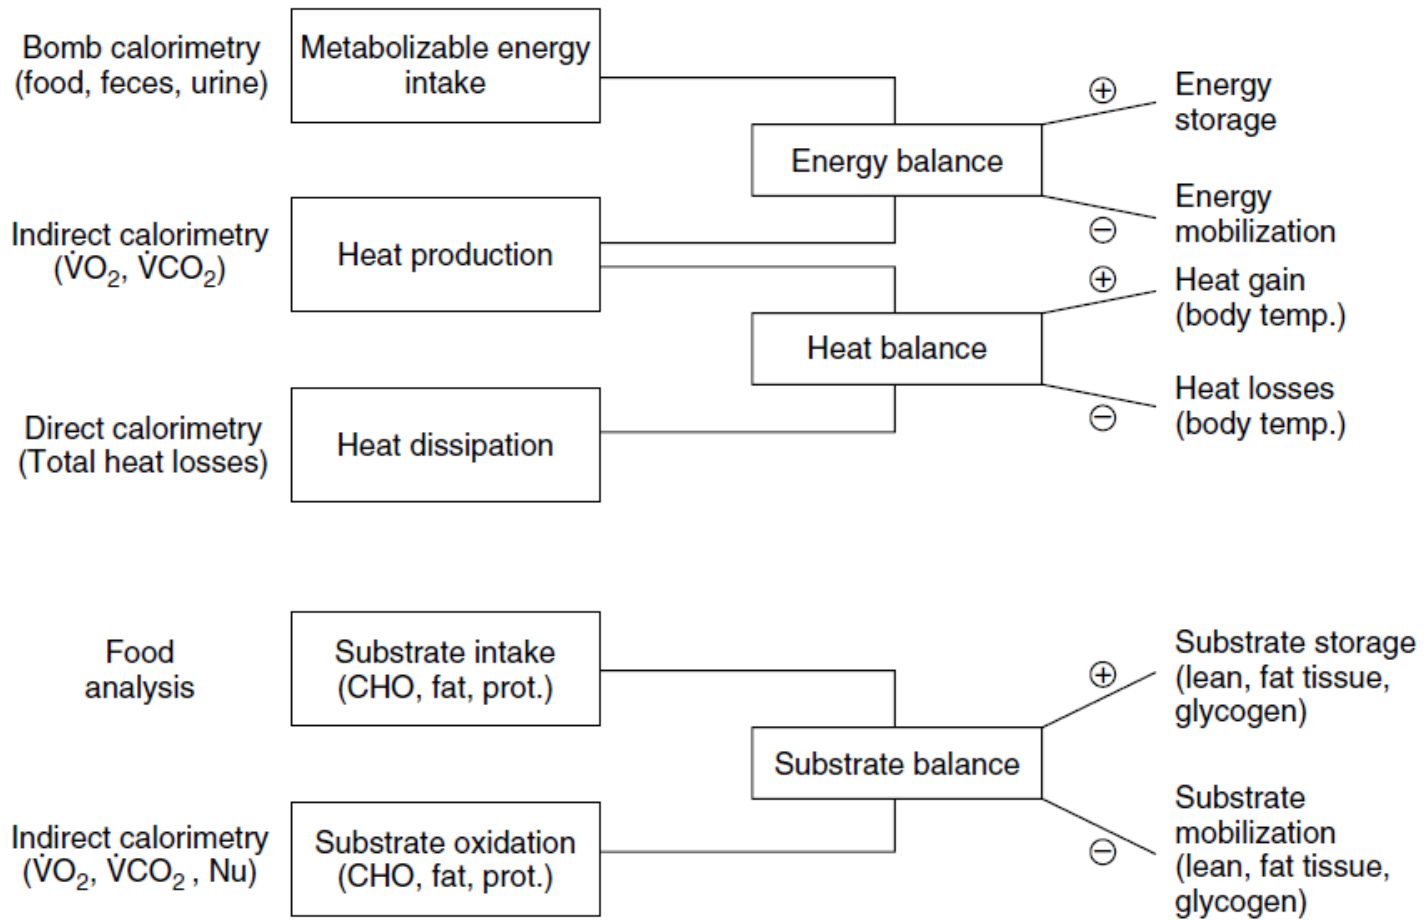 Bomb calorimetry
(food, feces, urine)
Metabolizable energy
intake
⊕
Energy
storage
Energy balance
Energy
mobilization
⊖
Indirect calorimetry
(V̇O₂, V̇CO₂)
Heat production
⊕
Heat gain
(body temp.)
Heat balance
Heat losses
(body temp.)
⊖
Direct calorimetry
(Total heat losses)
Heat dissipation
Food
analysis
Substrate intake
(CHO, fat, prot.)
⊕
Substrate storage
(lean, fat tissue,
glycogen)
Substrate balance
Substrate
mobilization
(lean, fat tissue,
glycogen)
⊖
Indirect calorimetry
(V̇O₂, V̇CO₂ , Nu)
Substrate oxidation
(CHO, fat, prot.)